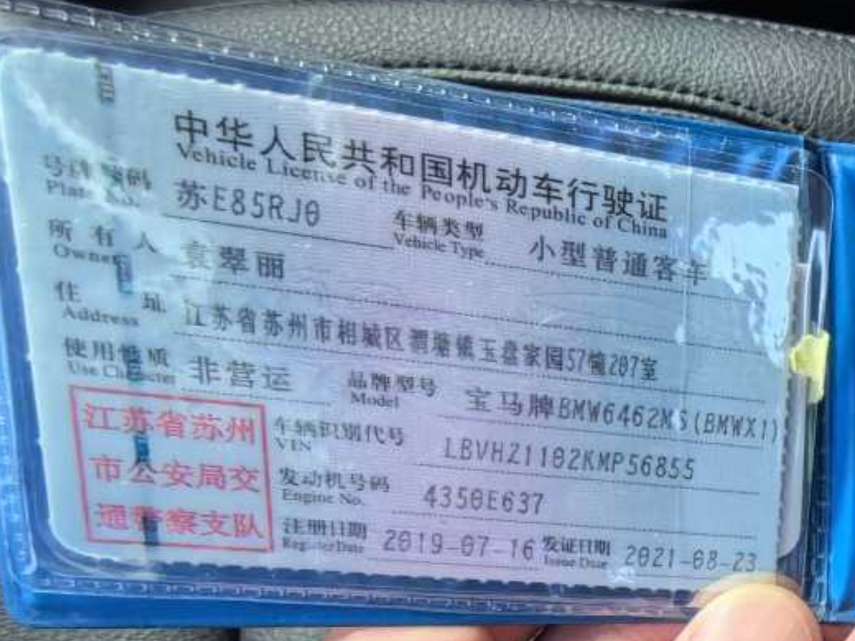 中华人民共和国机动车行驶证
Vehicle License of the People's Republic of China
号牌号码 苏E85RJ0 车辆类型 小型普通客车
Plate No. Vehicle Type
所有人 袁翠丽
Owner
住址 江苏省苏州市相城区渭塘镇玉盘家园57幢207室
Address
使用性质 非营运 品牌型号 宝马牌BMW6462MS(BMWX1)
Use Character Model
江苏省苏州 车辆识别代号 LBVHZ1102KMP56855
VIN
市公安局交 发动机号码 4350E637
Engine No.
通警察支队 注册日期 2019-07-16 发证日期 2021-08-23
Register Date Issue Date